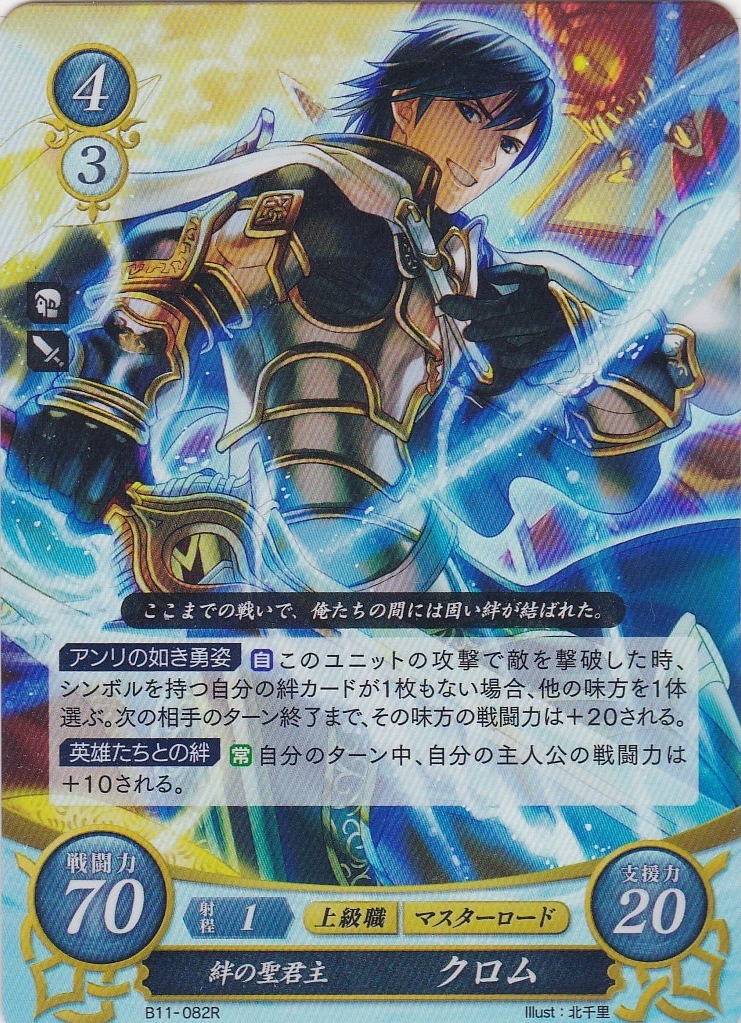 4
3
ここまでの戦いで、俺たちの間には固い絆が結ばれた。
アンリの如き勇姿 自 このユニットの攻撃で敵を撃破した時、
シンボルを持つ自分の絆カードが1枚もない場合、他の味方を1体
選ぶ。次の相手のターン終了まで、その味方の戦闘力は＋20される。
英雄たちとの絆 常 自分のターン中、自分の主人公の戦闘力は
＋10される。
戦闘力
70
射程 1
上級職 マスターロード
支援力
20
絆の聖君主 クロム
B11-082R
Illust：北千里